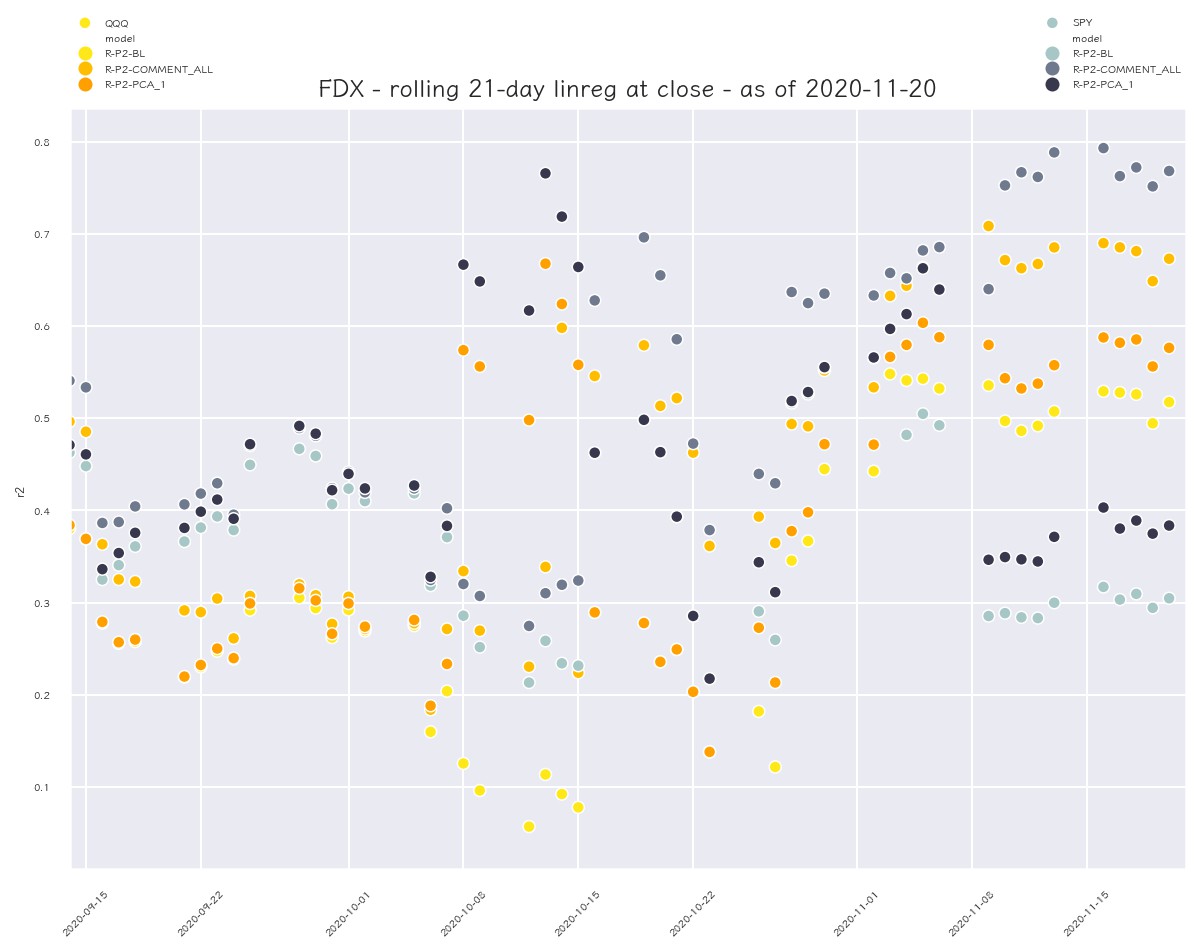 QQQ
model
R-P2-BL
R-P2-COMMENT_ALL
R-P2-PCA_1
SPY
model
R-P2-BL
R-P2-COMMENT_ALL
R-P2-PCA_1
FDX - rolling 21-day linreg at close - as of 2020-11-20
0.8
0.7
0.6
0.5
0.4
0.3
0.2
0.1
r2
2020-09-15
2020-09-22
2020-10-01
2020-10-08
2020-10-15
2020-10-22
2020-11-01
2020-11-08
2020-11-15